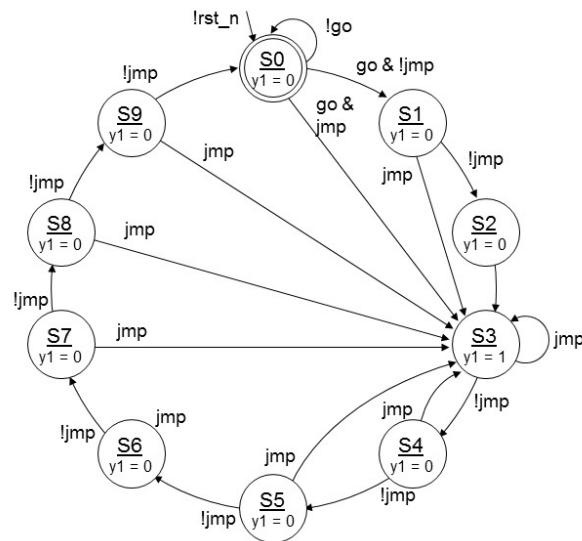 !rst_n
!go
S0
y1 = 0
go & !jmp
go &
jmp
S1
y1 = 0
!jmp
jmp
S2
y1 = 0
S3
y1 = 1
jmp
!jmp
jmp
S4
y1 = 0
!jmp
jmp
S5
y1 = 0
!jmp
jmp
S6
y1 = 0
!jmp
S7
y1 = 0
jmp
!jmp
S8
y1 = 0
jmp
!jmp
S9
y1 = 0
jmp
!jmp